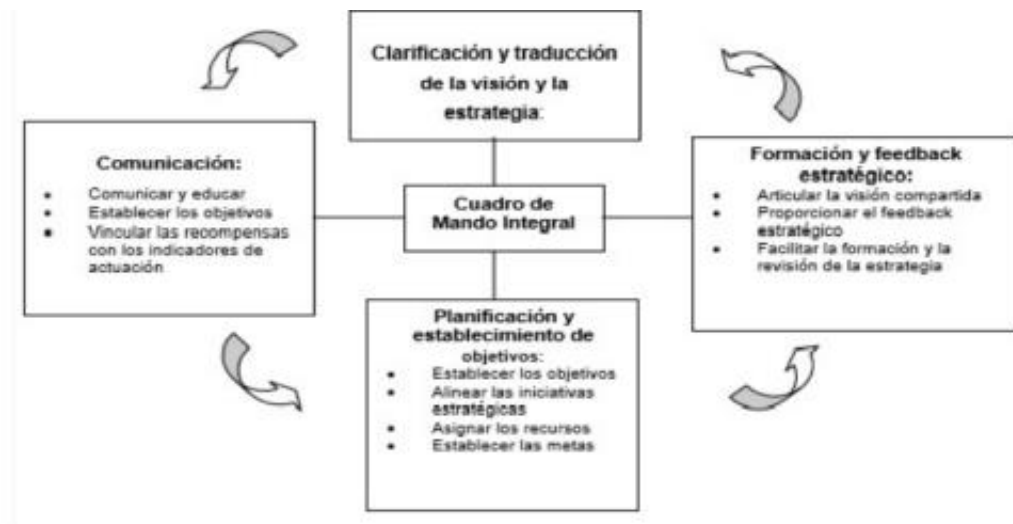 Clarificación y traducción
de la visión y la
estrategia:
Comunicación:
• Comunicar y educar
• Establecer los objetivos
• Vincular las recompensas
con los indicadores de
actuación
Cuadro de
Mando Integral
Formación y feedback
estratégico:
• Articular la visión compartida
• Proporcionar el feedback
estratégico
• Facilitar la formación y la
revisión de la estrategia
Planificación y
establecimiento de
objetivos:
• Establecer los objetivos
• Alinear las iniciativas
estratégicas
• Asignar los recursos
• Establecer las metas